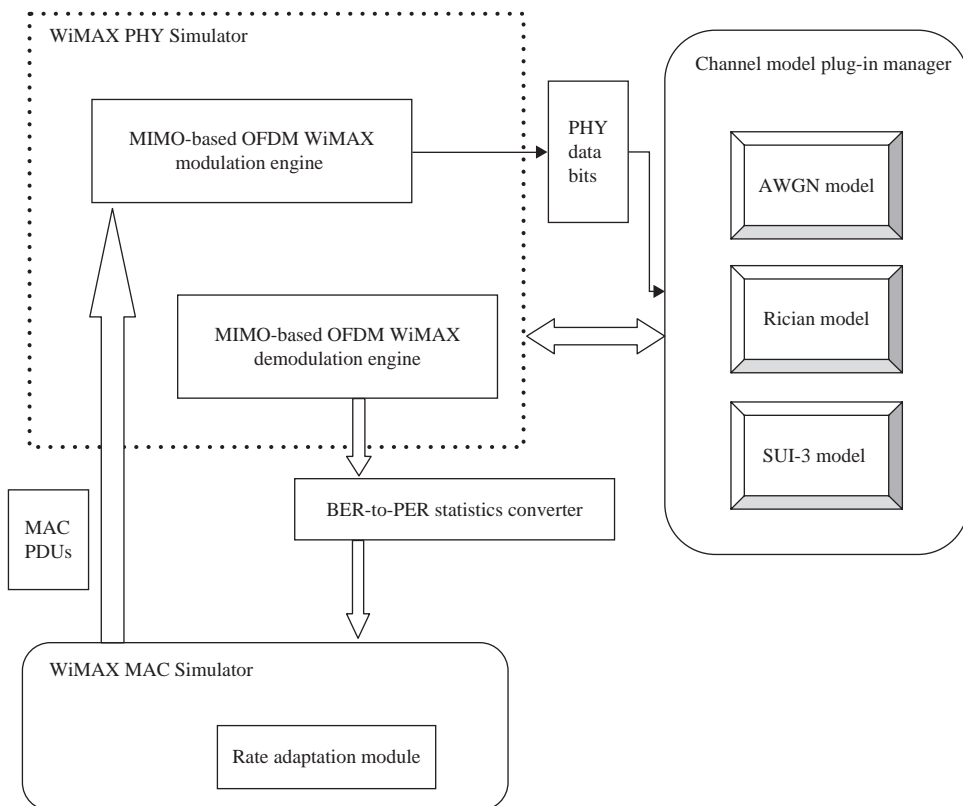 WiMAX PHY Simulator
MIMO-based OFDM WiMAX
modulation engine
PHY
data
bits
Channel model plug-in manager
AWGN model
Rician model
SUI-3 model
MIMO-based OFDM WiMAX
demodulation engine
BER-to-PER statistics converter
MAC
PDUs
WiMAX MAC Simulator
Rate adaptation module